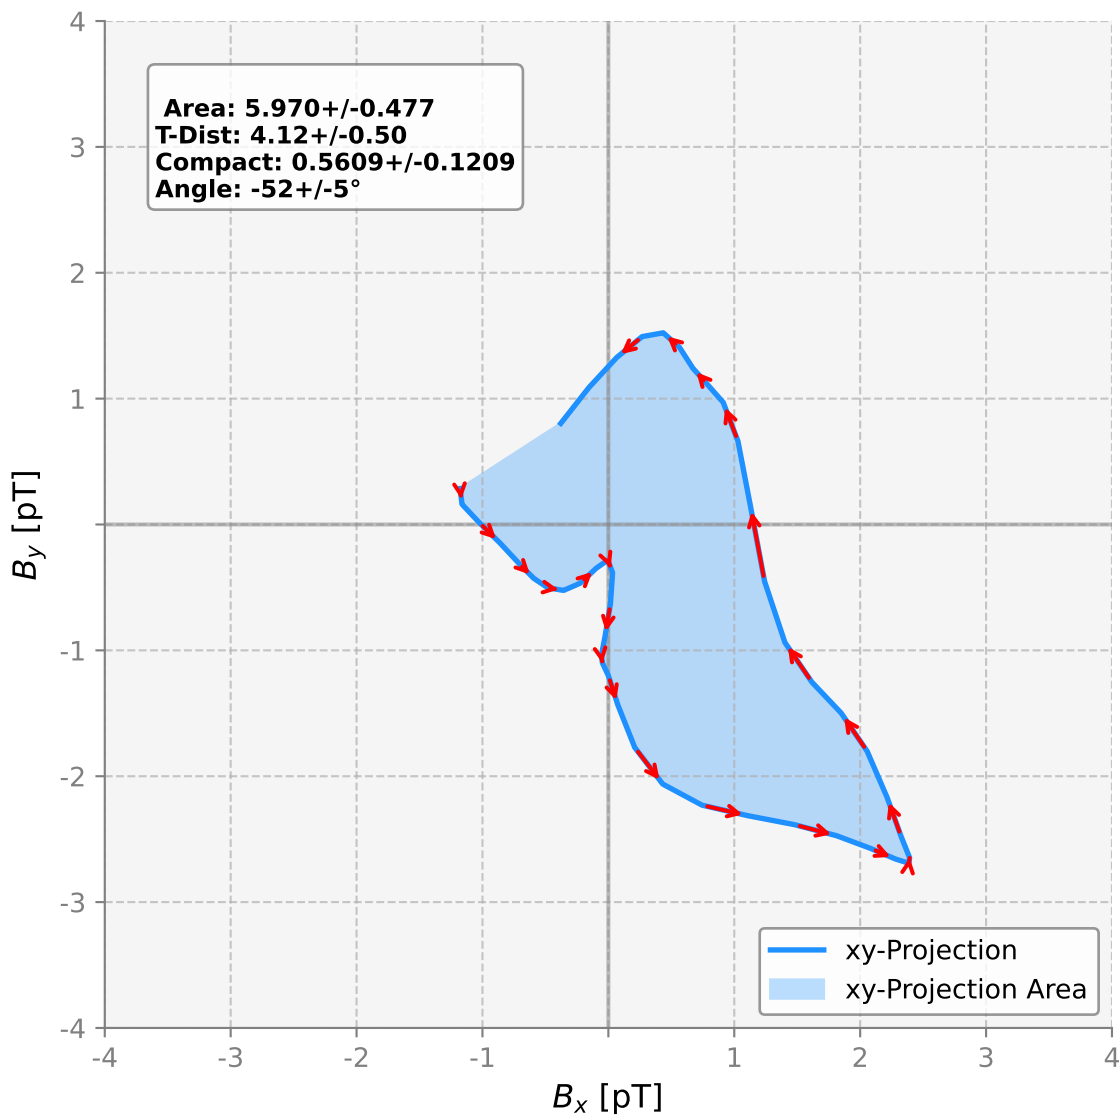 Area: 5.970+/-0.477
T-Dist: 4.12+/-0.50
Compact: 0.5609+/-0.1209
Angle: -52+/-5°
4
3
2
1
-1
-2
-3
-4
B_y [pT]
-4
-3
-2
-1
1
2
3
4
B_x [pT]
xy-Projection
xy-Projection Area